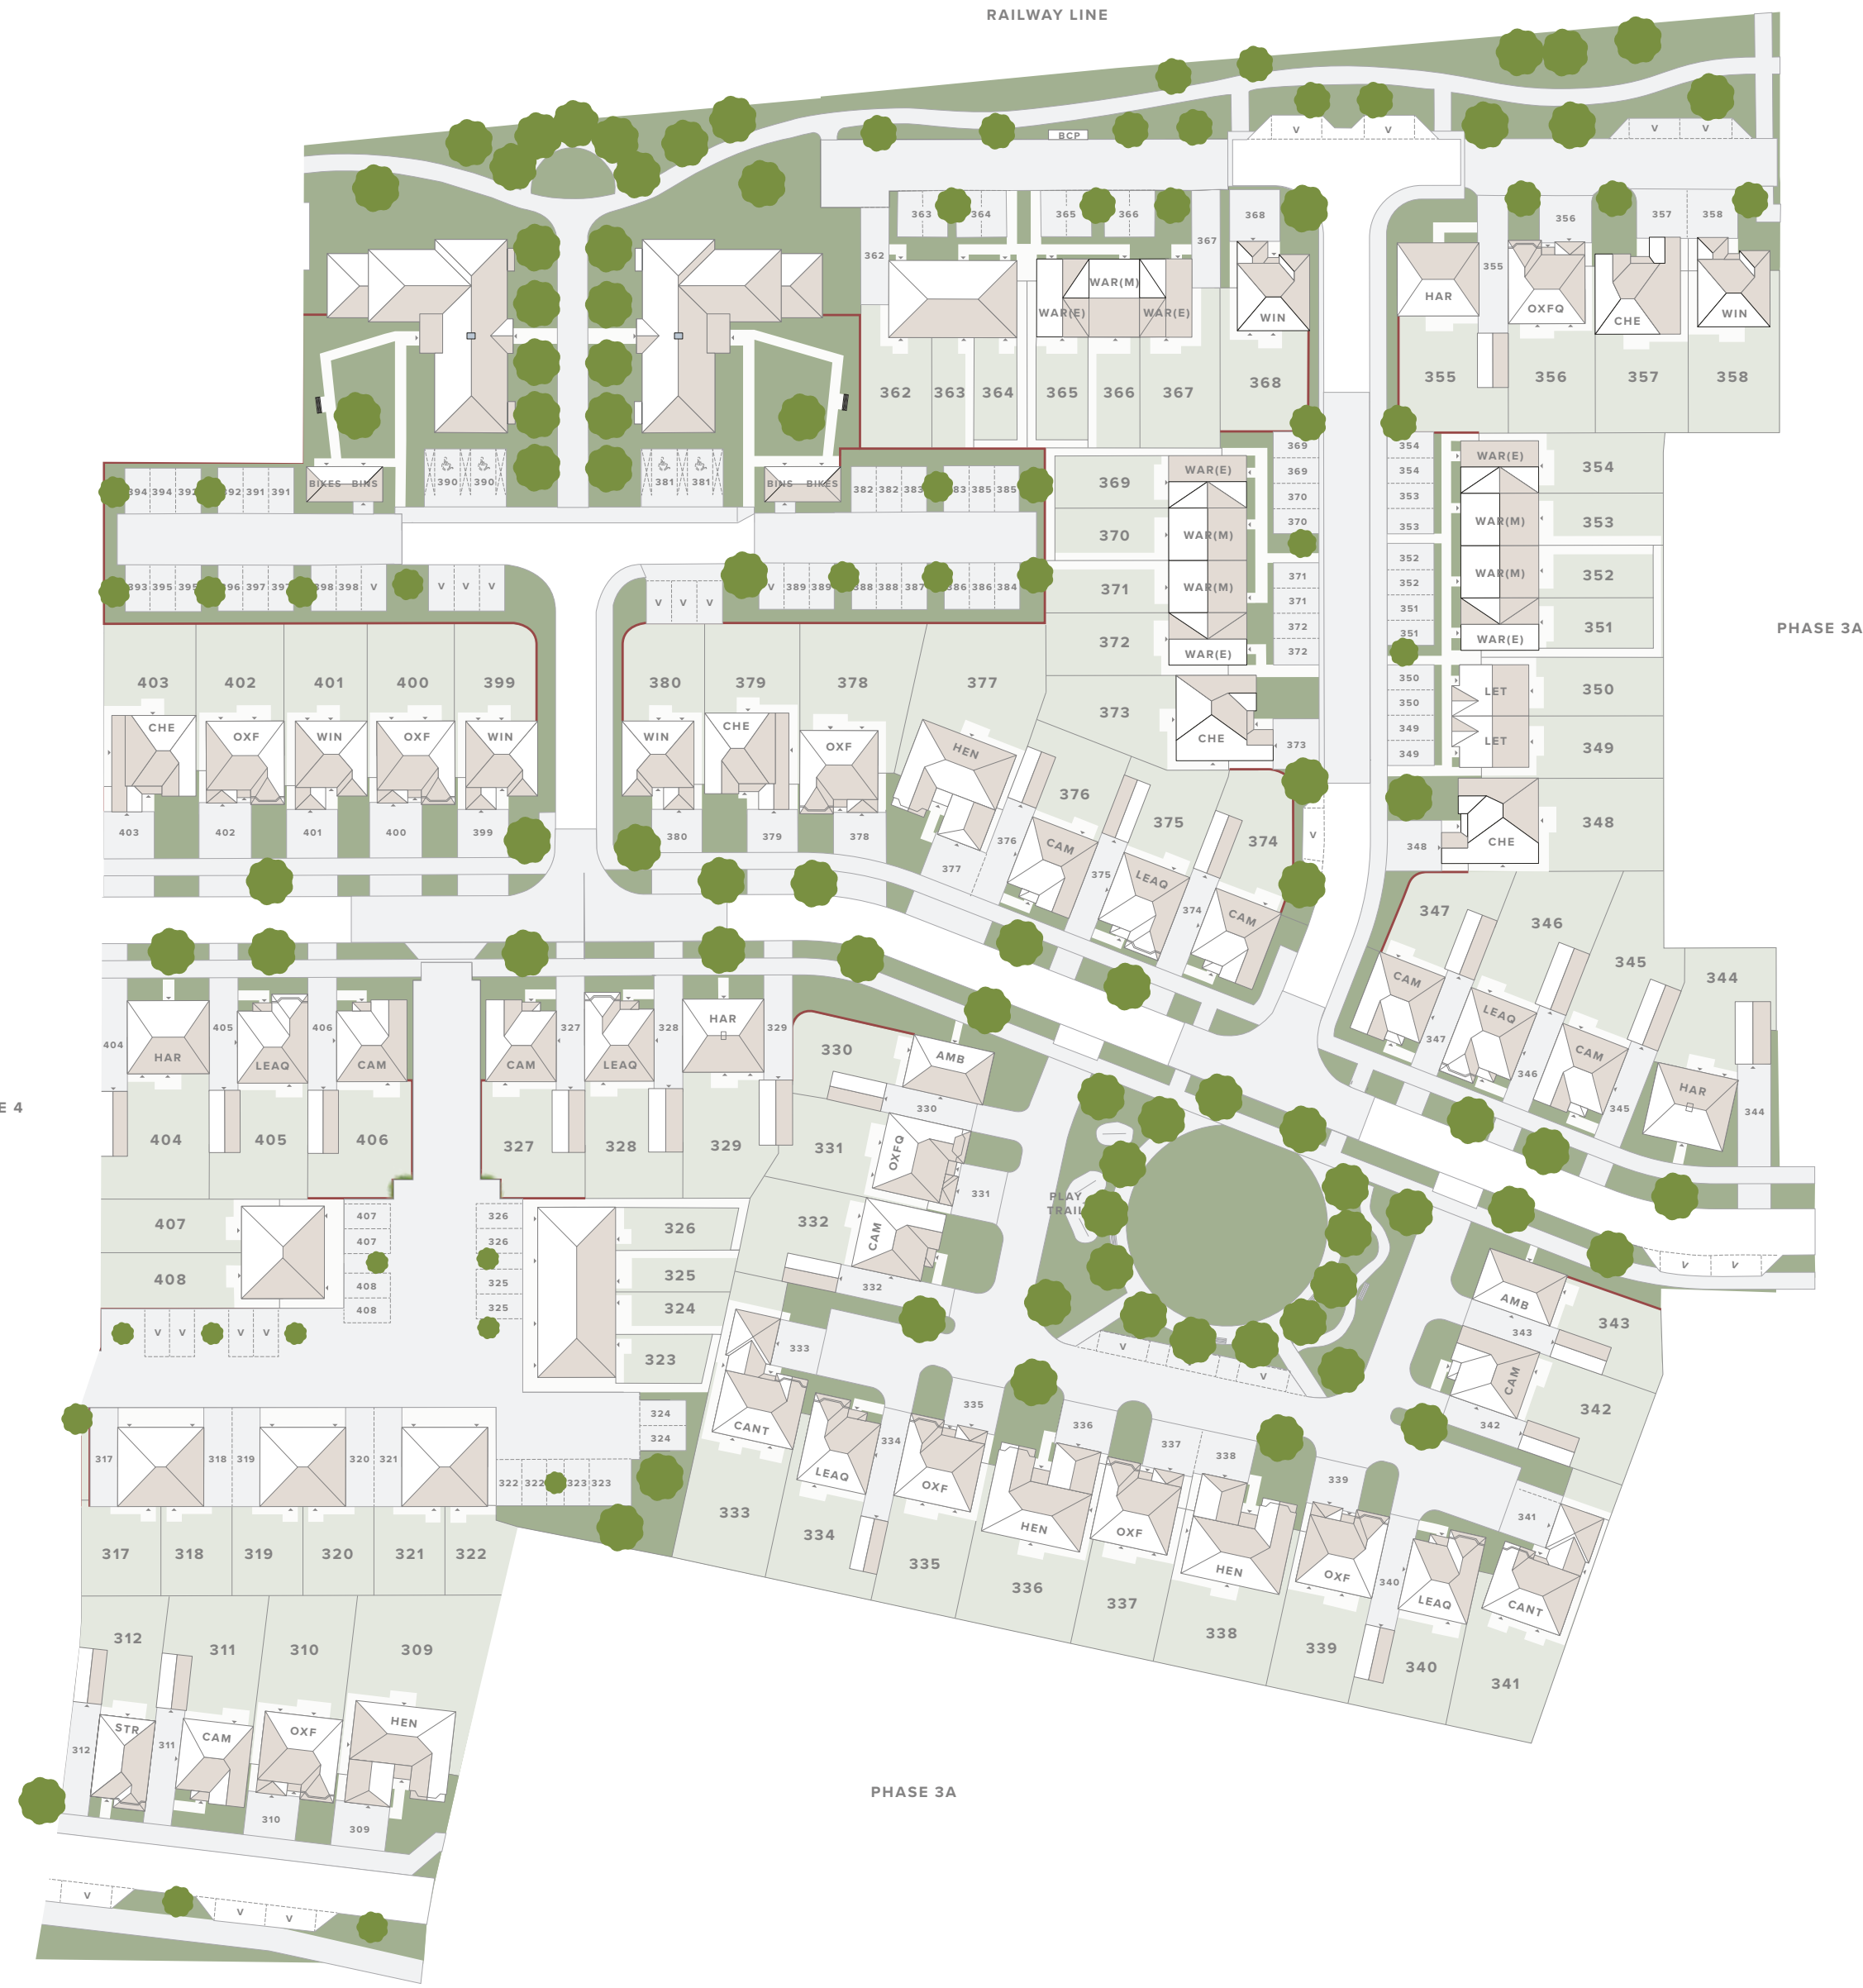 RAILWAY LINE
V V
V V
BCP
363 364 365 366 368 356 357 358
362 367 355
WAR(M)
WAR(E) WAR(E)
WIN HAR OXFQ CHE WIN
362 363 364 365 366 367 368 355 356 357 358
369 354
369 WAR(E) WAR(E) 354
369 354
370 353
390 390 381 381
BIKES BINS BINS BIKES
394 394 391 391 382 382 383 385 385
370 353
370 WAR(M) WAR(M) 353
352
393 395 397 398 V V V V
V V V V 389 389 388 387 386 384
371 352
371 WAR(M) WAR(M) 352
371 351
372 351
372 WAR(E) WAR(E) 351
372
PHASE 3A
403 402 401 400 399 380 379 378 377
350
LET 350
350
373 CHE 373
349
LET 349
349
CHE OXF WIN OXF WIN WIN CHE OXF HEN
403 402 401 400 399 380 379 378 377
376 375 374 V
376 375 374
CAM LEAQ CAM
348 CHE 348
347 346 345 344
CAM LEAQ CAM HAR
347 346 345 344
404 405 406 327 328 329
HAR LEAQ CAM CAM LEAQ HAR
404 405 406 327 328 329
E 4
330 AMB
330
331 OXFQ
331
332 CAM
332
PLAY
TRAIL
407 407
407
408 408
408
326 326
326
325 325
325 324
323
V V V V
V V
AMB 343
343
CAM 342
342
333
CANT
V V
324
324
334 335 336 337 338 339 341
LEAQ OXF HEN OXF HEN OXF LEAQ CANT
340
317 318 319 320 321 322 322 323 323
333 334 335 336 337 338 339 340 341
317 318 319 320 321 322
312 311 310 309
STR CAM OXF HEN
312 311 310 309
PHASE 3A
V V V